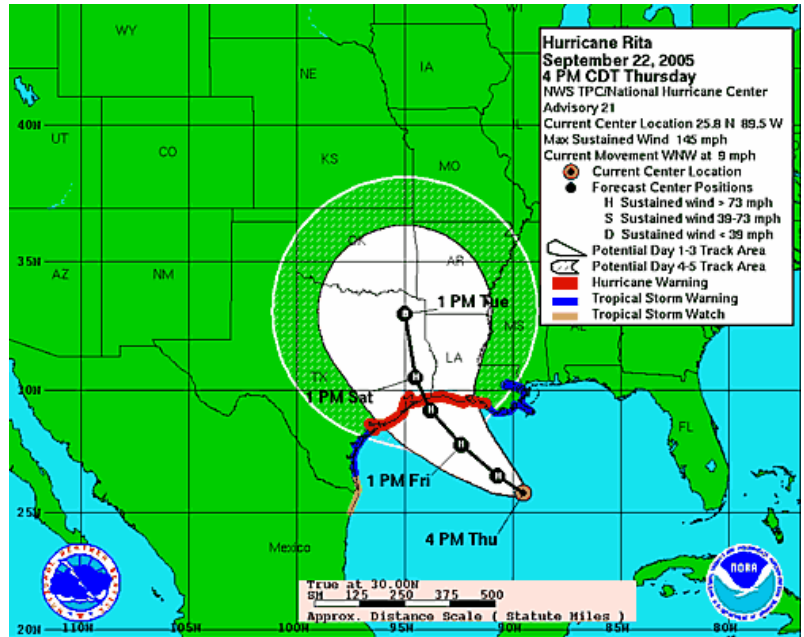 Hurricane Rita
September 22, 2005
4 PM CDT Thursday
NWS TPC/National Hurricane Center
Advisory 21
Current Center Location 25.8 N 89.5 W
Max Sustained Wind 145 mph
Current Movement WNW at 9 mph
Current Center Location
Forecast Center Positions
H Sustained wind > 73 mph
S Sustained wind 39-73 mph
D Sustained wind < 39 mph
Potential Day 1-3 Track Area
Potential Day 4-5 Track Area
Hurricane Warning
Tropical Storm Warning
Tropical Storm Watch
WY
WI
NE
IA
IL
40N
UT
CO
KS
MO
OK
AR
35N
AZ
NM
1 PM Tue
MS
AL
LA
TX
1 PM Sat
H
30N
H
FL
H
1 PM Fri
H
25N
4 PM Thu
Mexico
NOAA
True at 30.00N
SM 125 250 375 500
Approx. Distance Scale ( Statute Miles )
20N
110W
105W
100W
95W
90W
85W
80W